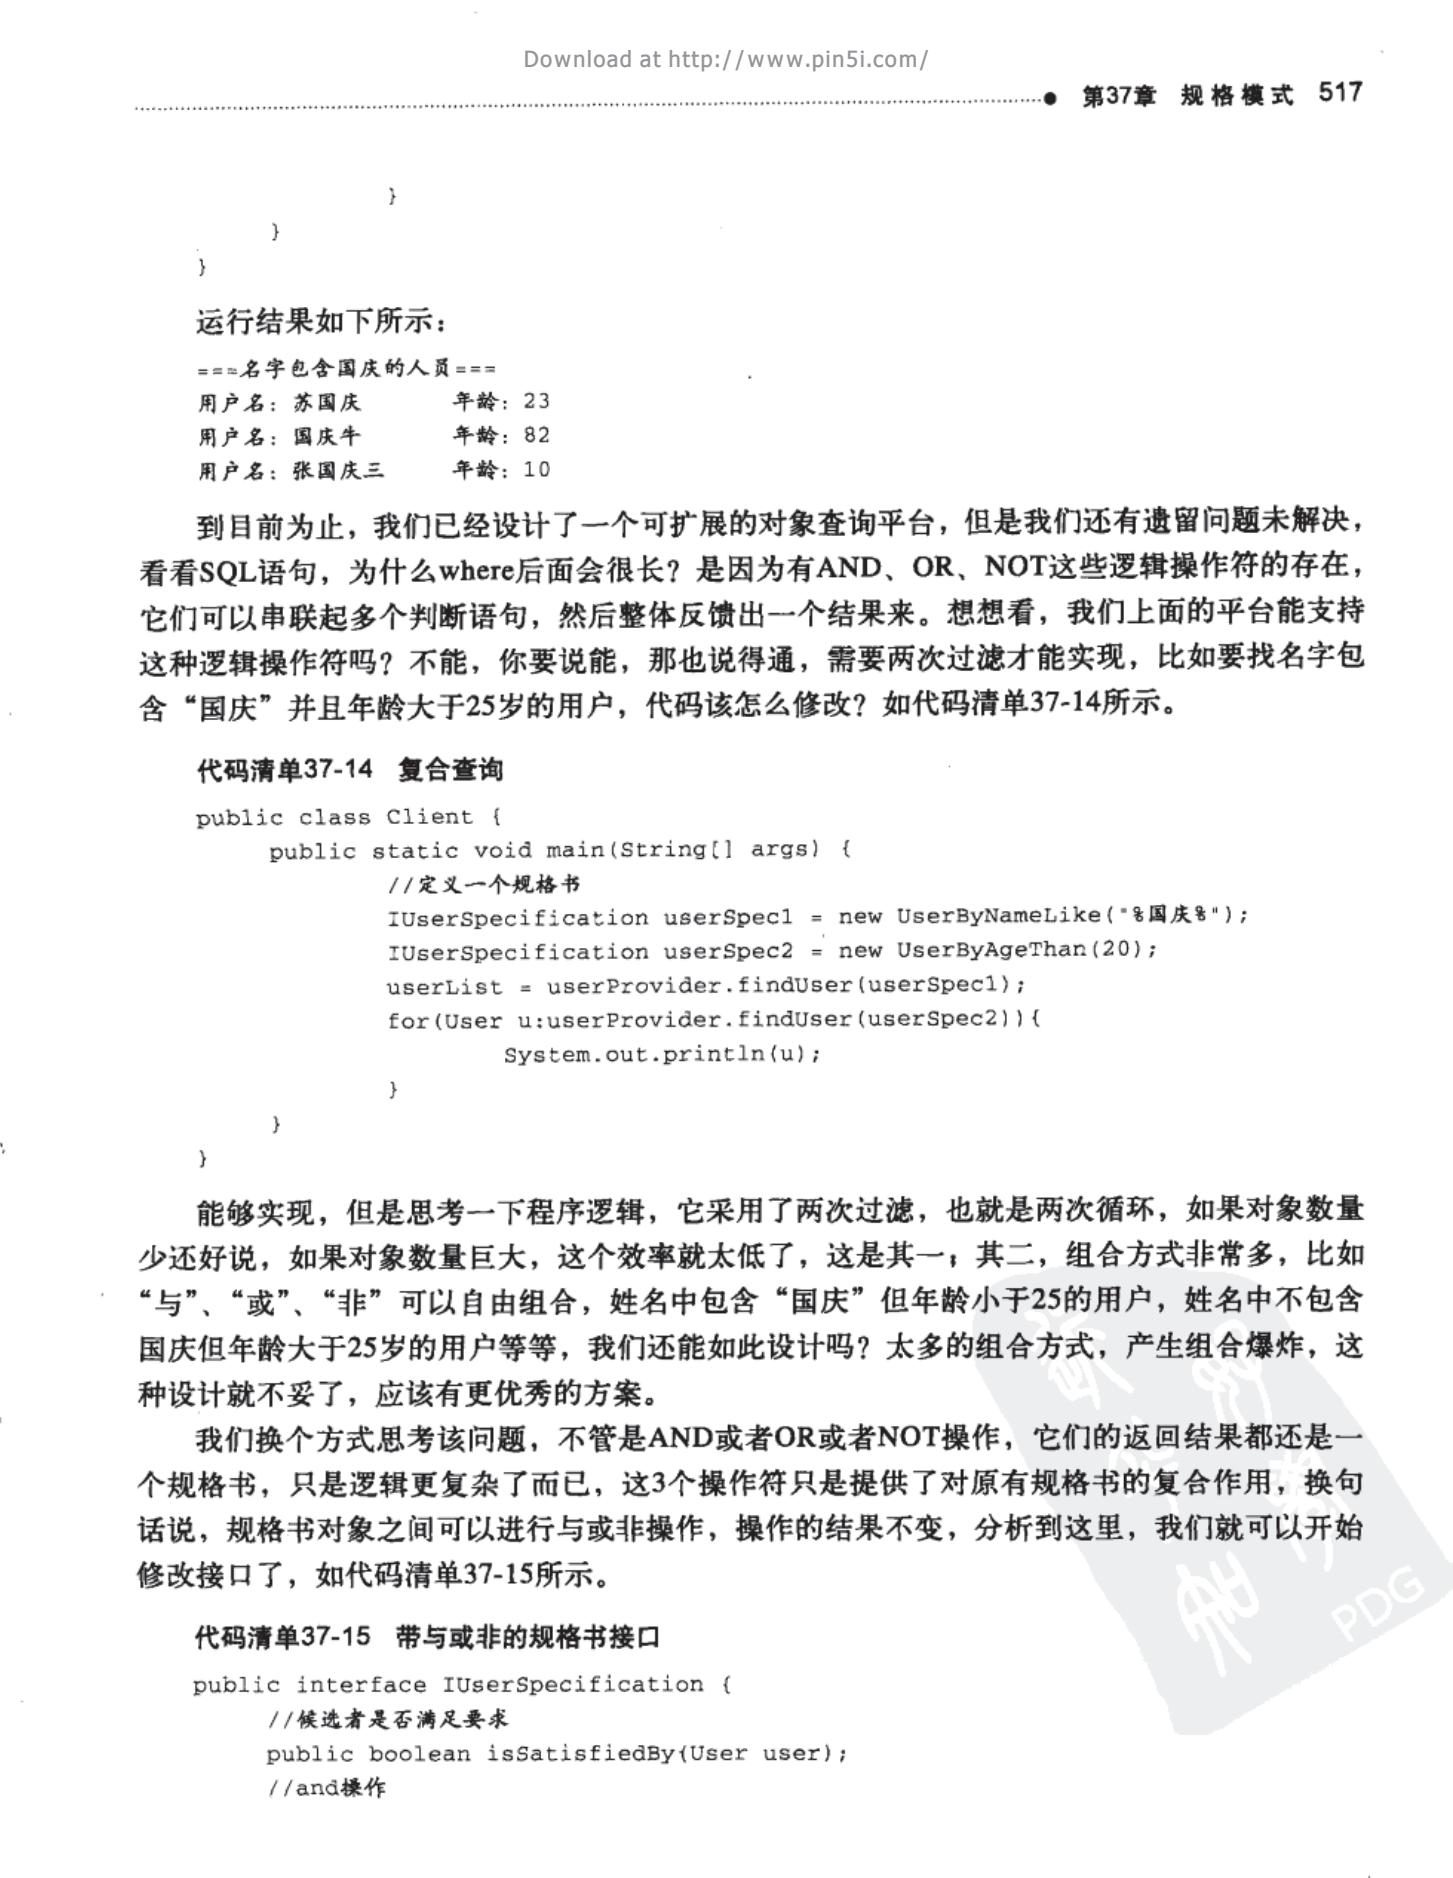 Download at http://www.pin5i.com/
第37章 规格模式 517
}
}
}
运行结果如下所示：
===名字包含国庆的人员===
用户名：苏国庆 年龄：23
用户名：国庆牛 年龄：82
用户名：张国庆三 年龄：10
到目前为止，我们已经设计了一个可扩展的对象查询平台，但是我们还有遗留问题未解决，
看看SQL语句，为什么where后面会很长？是因为有AND、OR、NOT这些逻辑操作符的存在，
它们可以串联起多个判断语句，然后整体反馈出一个结果来。想想看，我们上面的平台能支持
这种逻辑操作符吗？不能，你要说能，那也说得通，需要两次过滤才能实现，比如要找名字包
含“国庆”并且年龄大于25岁的用户，代码该怎么修改？如代码清单37-14所示。
代码清单37-14 复合查询
public class Client {
public static void main(String[] args) {
//定义一个规格书
IUserSpecification userSpec1 = new UserByNameLike("%国庆%");
IUserSpecification userSpec2 = new UserByAgeThan(20);
userList = userProvider.findUser(userSpec1);
for(User u:userProvider.findUser(userSpec2)){
System.out.println(u);
}
}
}
能够实现，但是思考一下程序逻辑，它采用了两次过滤，也就是两次循环，如果对象数量
少还好说，如果对象数量巨大，这个效率就太低了，这是其一；其二，组合方式非常多，比如
“与”、“或”、“非”可以自由组合，姓名中包含“国庆”但年龄小于25的用户，姓名中不包含
国庆但年龄大于25岁的用户等等，我们还能如此设计吗？太多的组合方式，产生组合爆炸，这
种设计就不妥了，应该有更优秀的方案。
我们换个方式思考该问题，不管是AND或者OR或者NOT操作，它们的返回结果都还是一
个规格书，只是逻辑更复杂了而已，这3个操作符只是提供了对原有规格书的复合作用，换句
话说，规格书对象之间可以进行与或非操作，操作的结果不变，分析到这里，我们就可以开始
修改接口了，如代码清单37-15所示。
代码清单37-15 带与或非的规格书接口
public interface IUserSpecification {
//候选者是否满足要求
public boolean isSatisfiedBy(User user);
//and操作
PDG